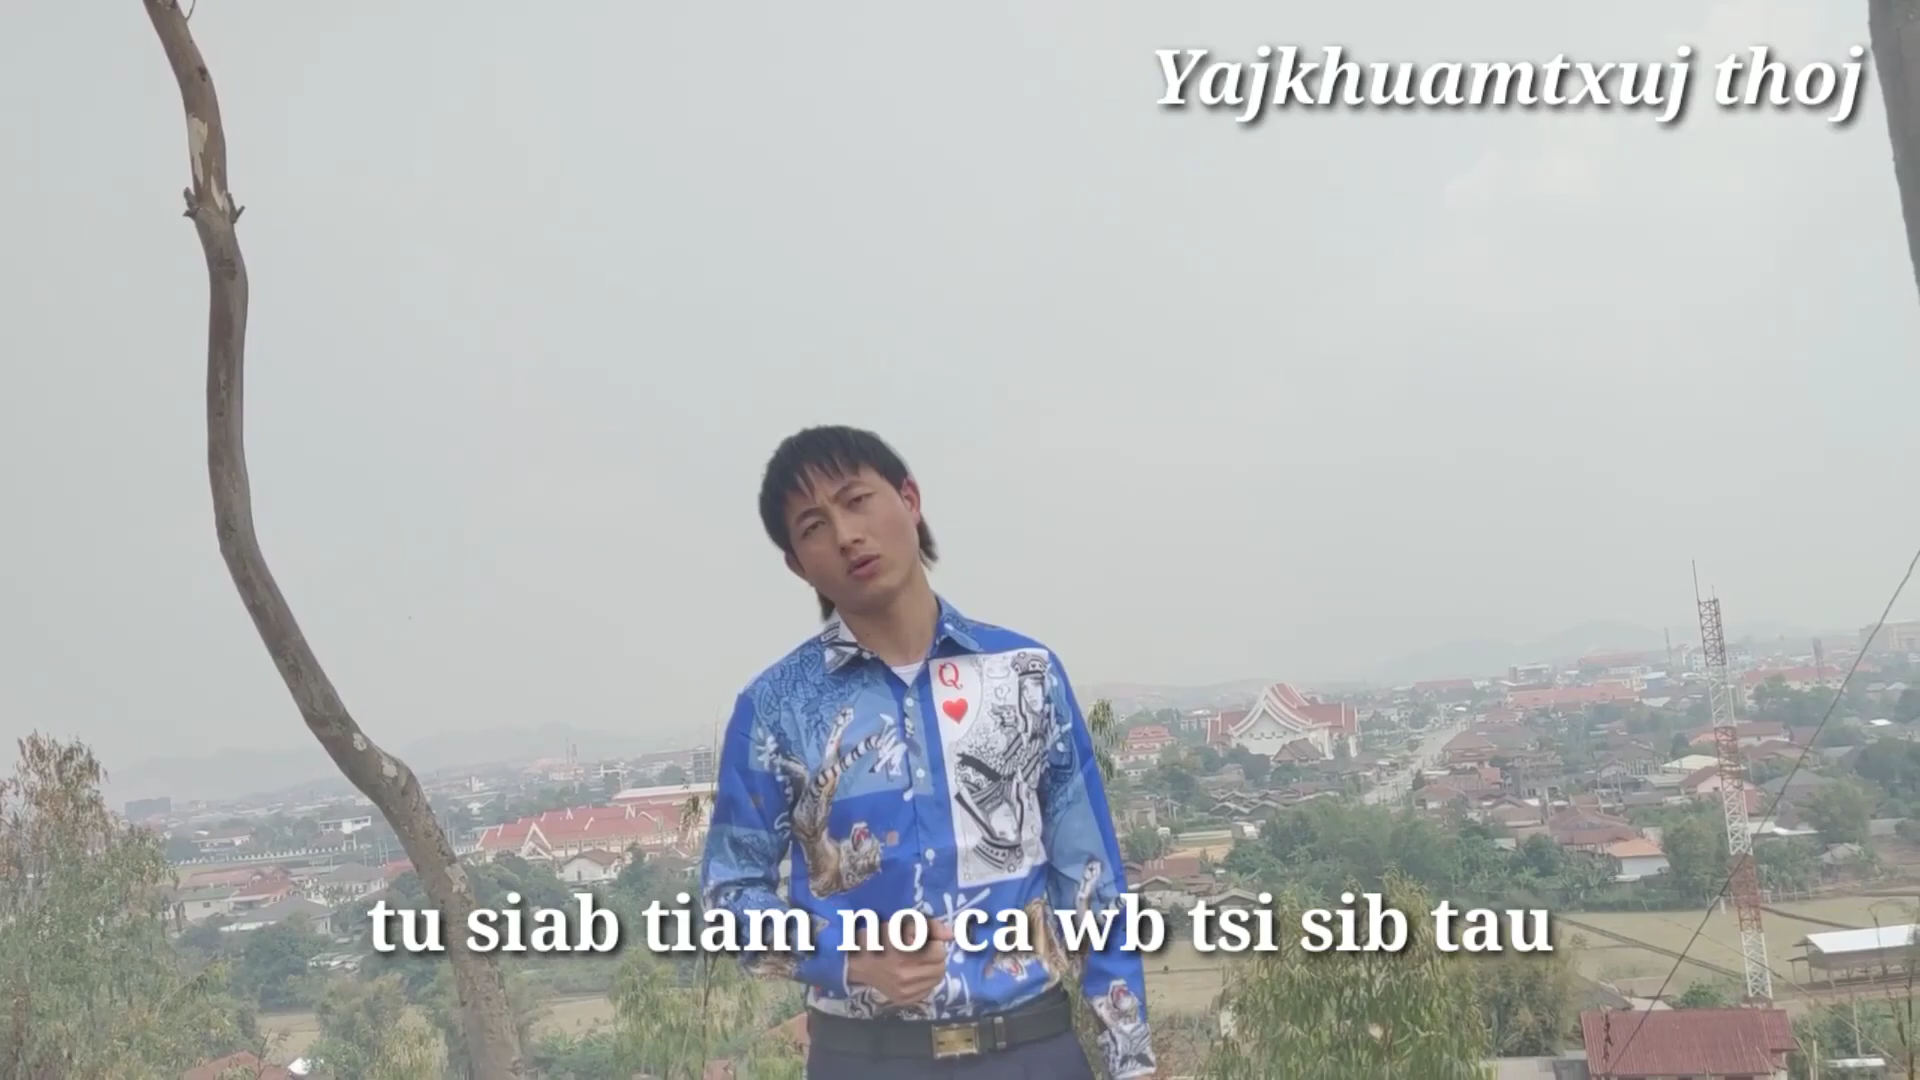 Yajkhuamtxuj thoj
Q
tu siab tiam no ca wb tsi sib tau